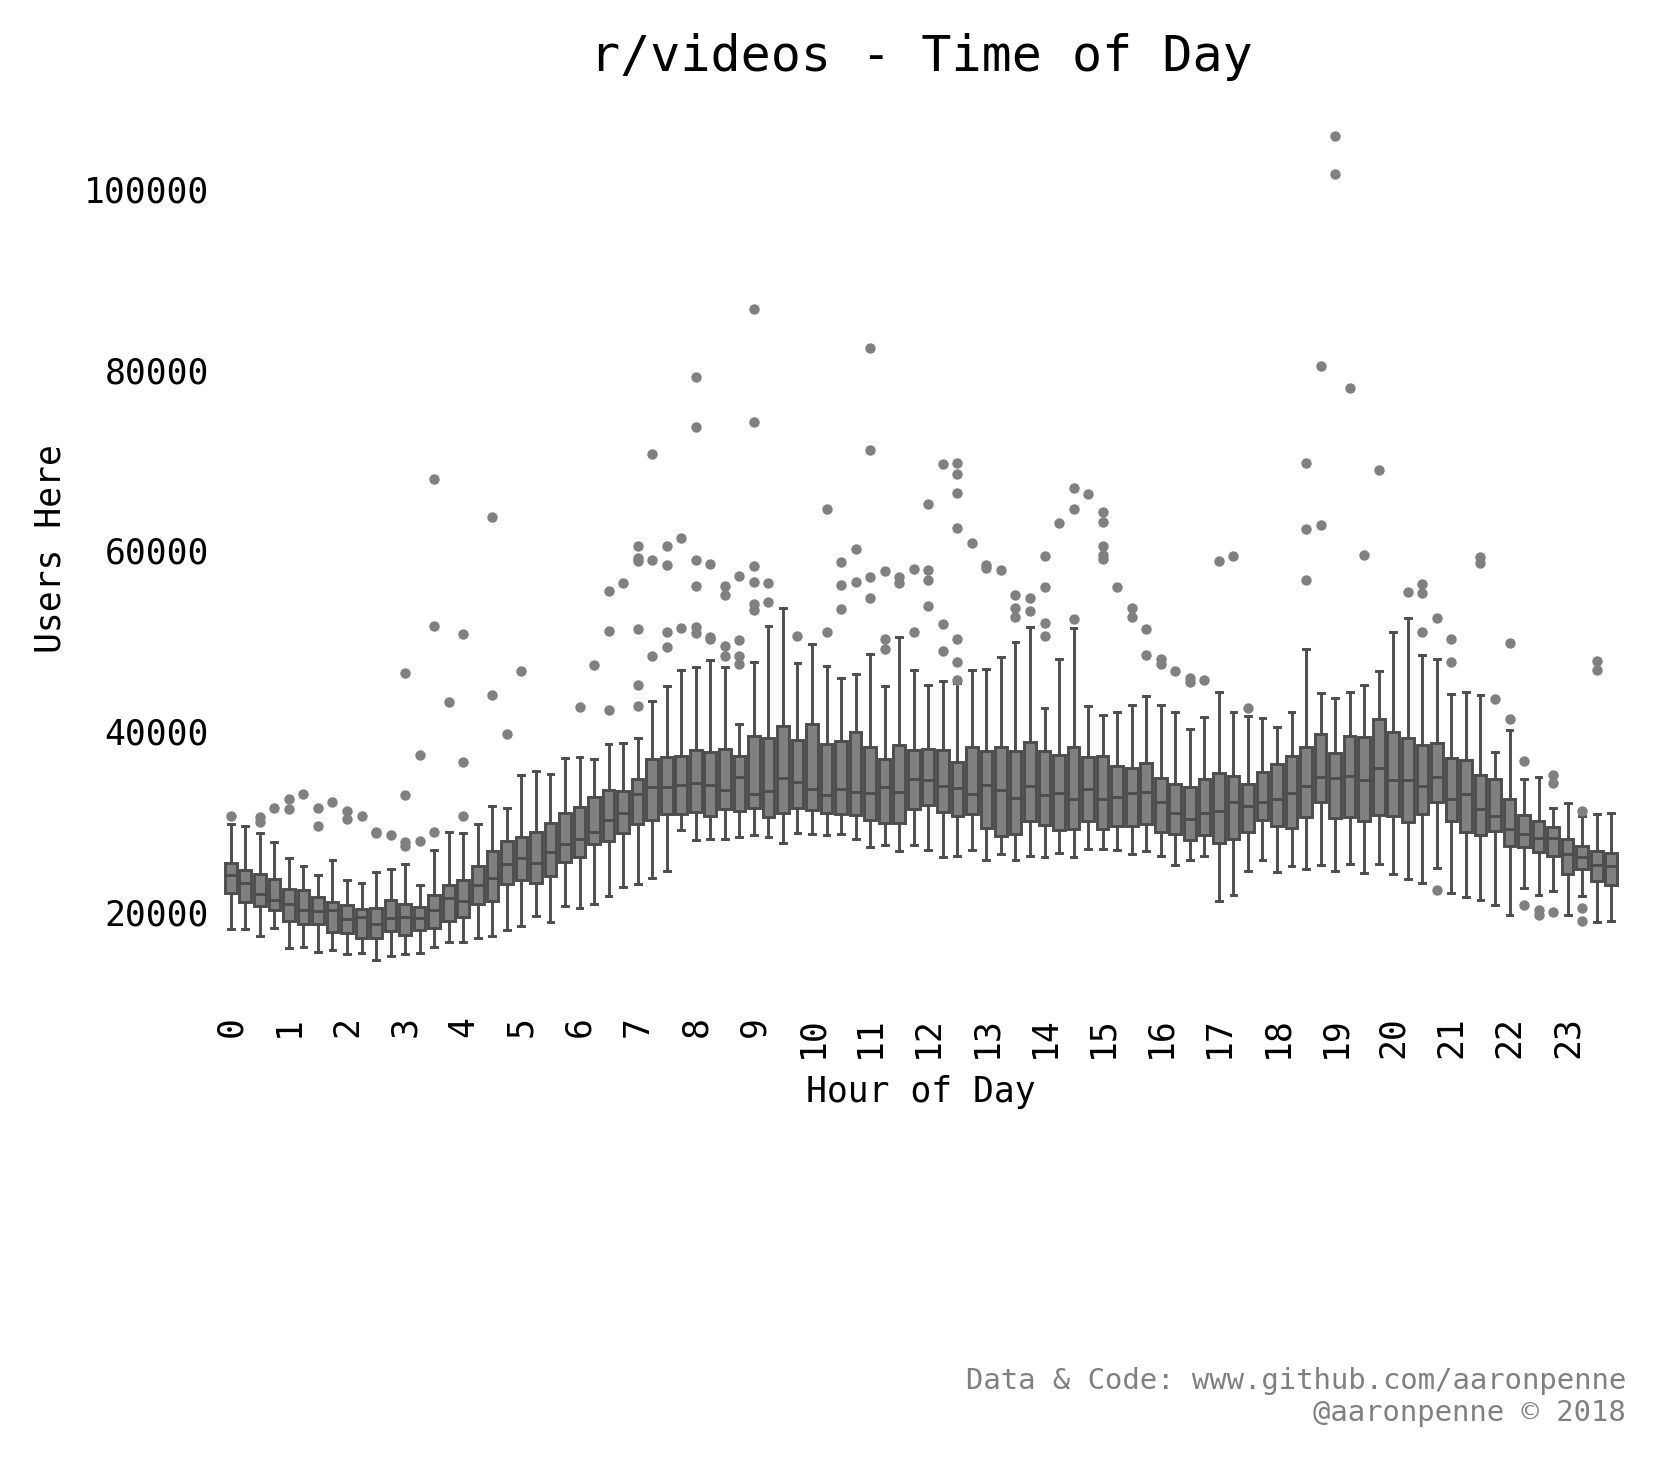 r/videos - Time of Day
100000
80000
60000
40000
20000
Users Here
0 1 2 3 4 5 6 7 8 9 10 11 12 13 14 15 16 17 18 19 20 21 22 23
Hour of Day
Data & Code: www.github.com/aaronpenne
@aaronpenne © 2018